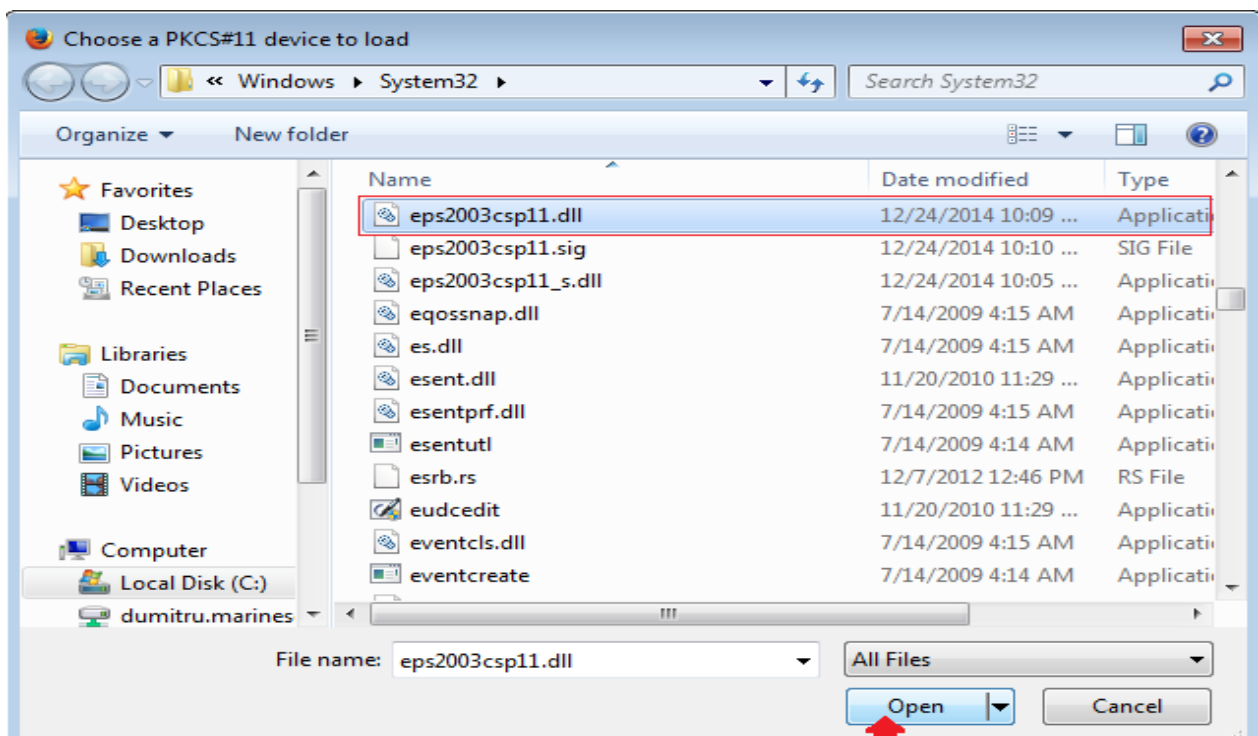 Choose a PKCS#11 device to load
« Windows ▸ System32 ▸ Search System32
Organize New folder
Name Date modified Type
Favorites
Desktop
Downloads
Recent Places
Libraries
Documents
Music
Pictures
Videos
Computer
Local Disk (C:)
dumitru.marines
eps2003csp11.dll 12/24/2014 10:09 ... Applicati
eps2003csp11.sig 12/24/2014 10:10 ... SIG File
eps2003csp11_s.dll 12/24/2014 10:05 ... Applicati
eqossnap.dll 7/14/2009 4:15 AM Applicati
es.dll 7/14/2009 4:15 AM Applicati
esent.dll 11/20/2010 11:29 ... Applicati
esentprf.dll 7/14/2009 4:15 AM Applicati
esentutl 7/14/2009 4:14 AM Applicati
esrb.rs 12/7/2012 12:46 PM RS File
eudcedit 11/20/2010 11:29 ... Applicati
eventcls.dll 7/14/2009 4:15 AM Applicati
eventcreate 7/14/2009 4:14 AM Applicati
File name: eps2003csp11.dll All Files
Open Cancel